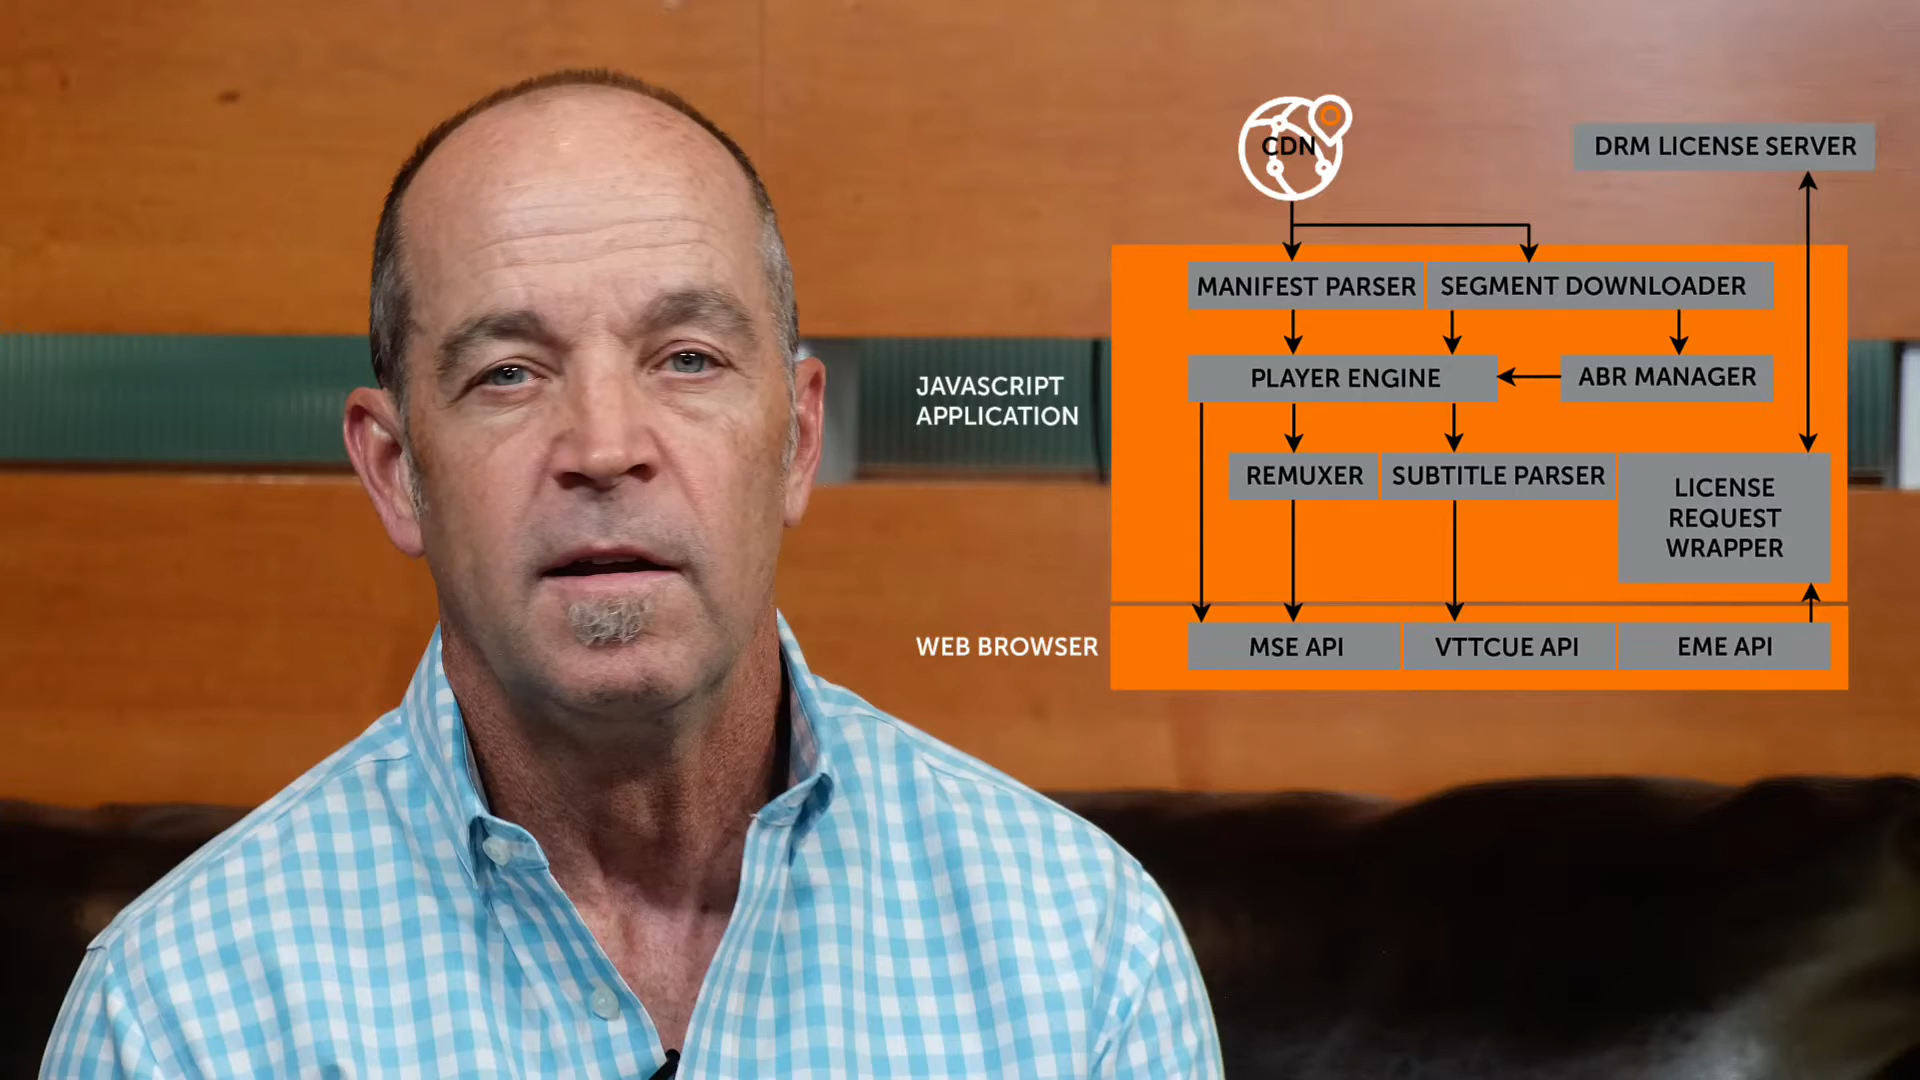 CDN
DRM LICENSE SERVER
MANIFEST PARSER
SEGMENT DOWNLOADER
JAVASCRIPT
APPLICATION
PLAYER ENGINE
ABR MANAGER
REMUXER
SUBTITLE PARSER
LICENSE
REQUEST
WRAPPER
WEB BROWSER
MSE API
VTTCUE API
EME API